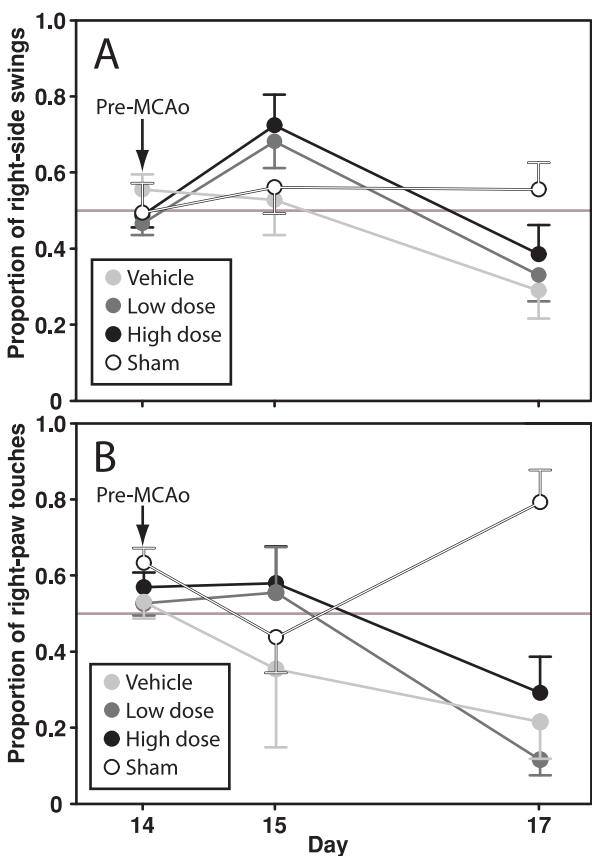 Proportion of right-side swings
1.0
0.8
0.6
0.4
0.2
0
A
Pre-MCAo
Vehicle
Low dose
High dose
Sham
Proportion of right-paw touches
1.0
0.8
0.6
0.4
0.2
0
B
Pre-MCAo
Vehicle
Low dose
High dose
Sham
14
15
17
Day